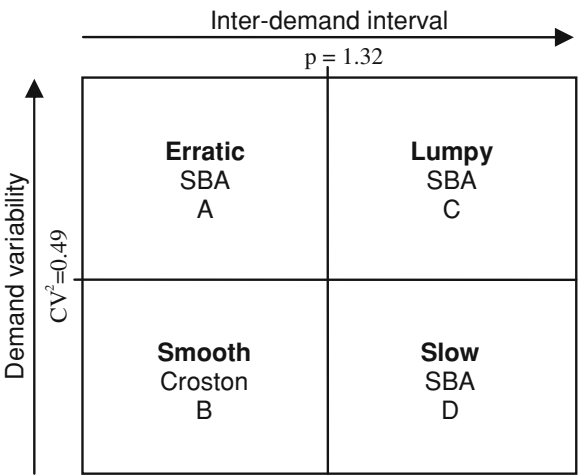 Inter-demand interval
p = 1.32
Demand variability
CV²=0.49
Erratic
SBA
A
Lumpy
SBA
C
Smooth
Croston
B
Slow
SBA
D